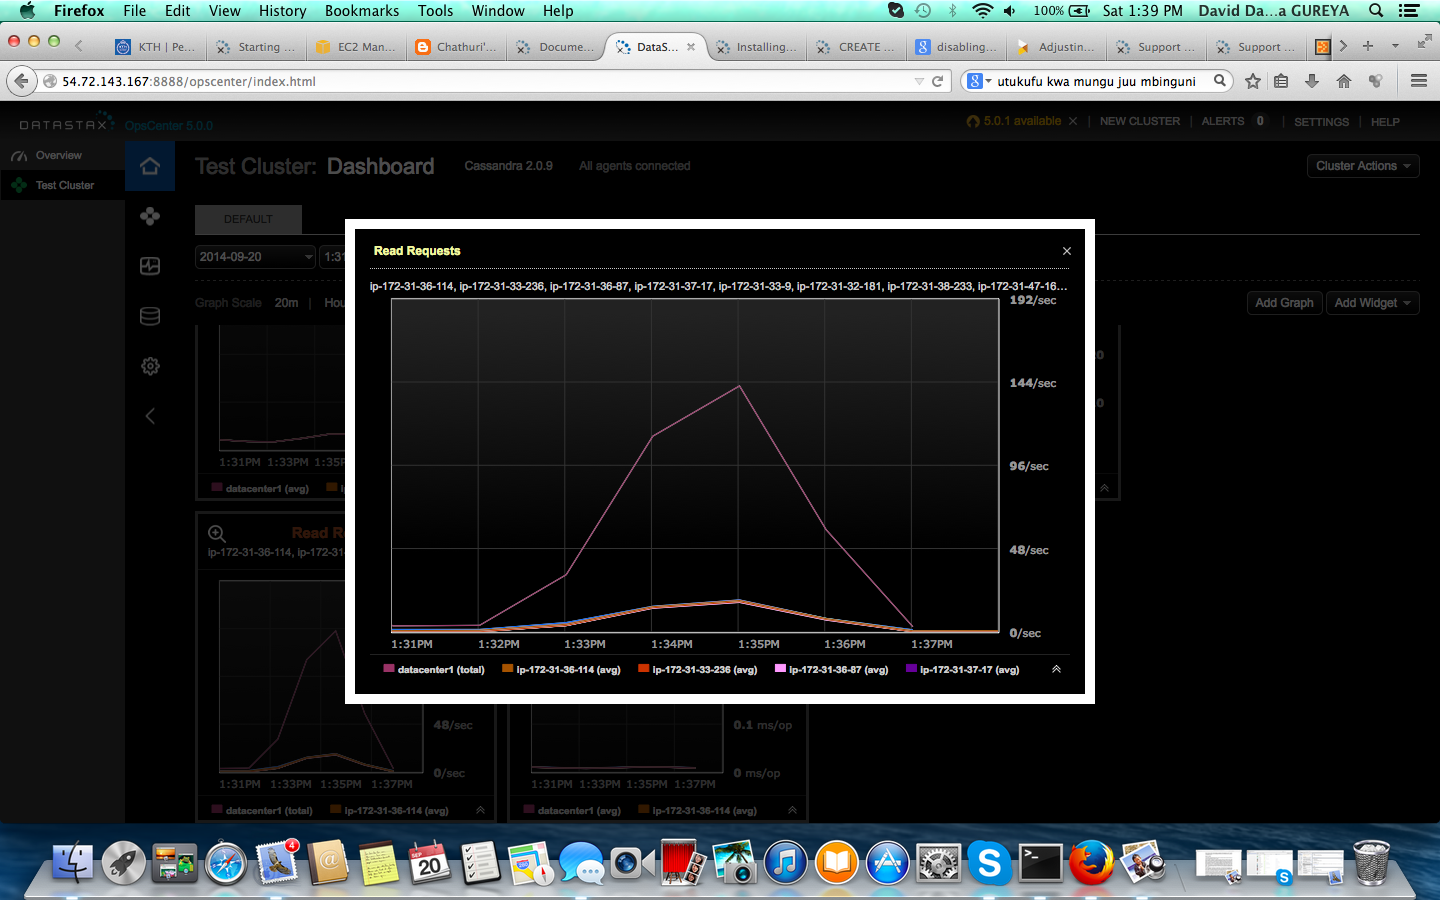 Firefox File Edit View History Bookmarks Tools Window Help 100% Sat 1:39 PM David Da...a GUREYA
KTH | Pe... Starting ... EC2 Man... Chathuri'... Docume... DataS... Installing... CREATE ... disabling... Adjustin... Support ... Support ...
54.72.143.167:8888/opscenter/index.html utukufu kwa mungu juu mbinguni
DATASTAX OpsCenter 5.0.0 5.0.1 available NEW CLUSTER ALERTS 0 SETTINGS HELP
Overview
Test Cluster
Test Cluster: Dashboard Cassandra 2.0.9 All agents connected Cluster Actions
DEFAULT
2014-09-20 1:31
Graph Scale 20m Hou
Add Graph Add Widget
Read Requests
ip-172-31-36-114, ip-172-31-33-236, ip-172-31-36-87, ip-172-31-37-17, ip-172-31-33-9, ip-172-31-32-181, ip-172-31-38-233, ip-172-31-47-16...
192/sec
144/sec
96/sec
48/sec
0/sec
1:31PM 1:32PM 1:33PM 1:34PM 1:35PM 1:36PM 1:37PM
datacenter1 (total) ip-172-31-36-114 (avg) ip-172-31-33-236 (avg) ip-172-31-36-87 (avg) ip-172-31-37-17 (avg)
1:31PM 1:33PM 1:35P
datacenter1 (avg)
Read R
ip-172-31-36-114, ip-172-31
48/sec
0/sec
1:31PM 1:33PM 1:35PM 1:37PM
datacenter1 (total) ip-172-31-36-114 (avg)
0.1 ms/op
0 ms/op
1:31PM 1:33PM 1:35PM 1:37PM
datacenter1 (avg) ip-172-31-36-114 (avg)
4
SEP
20